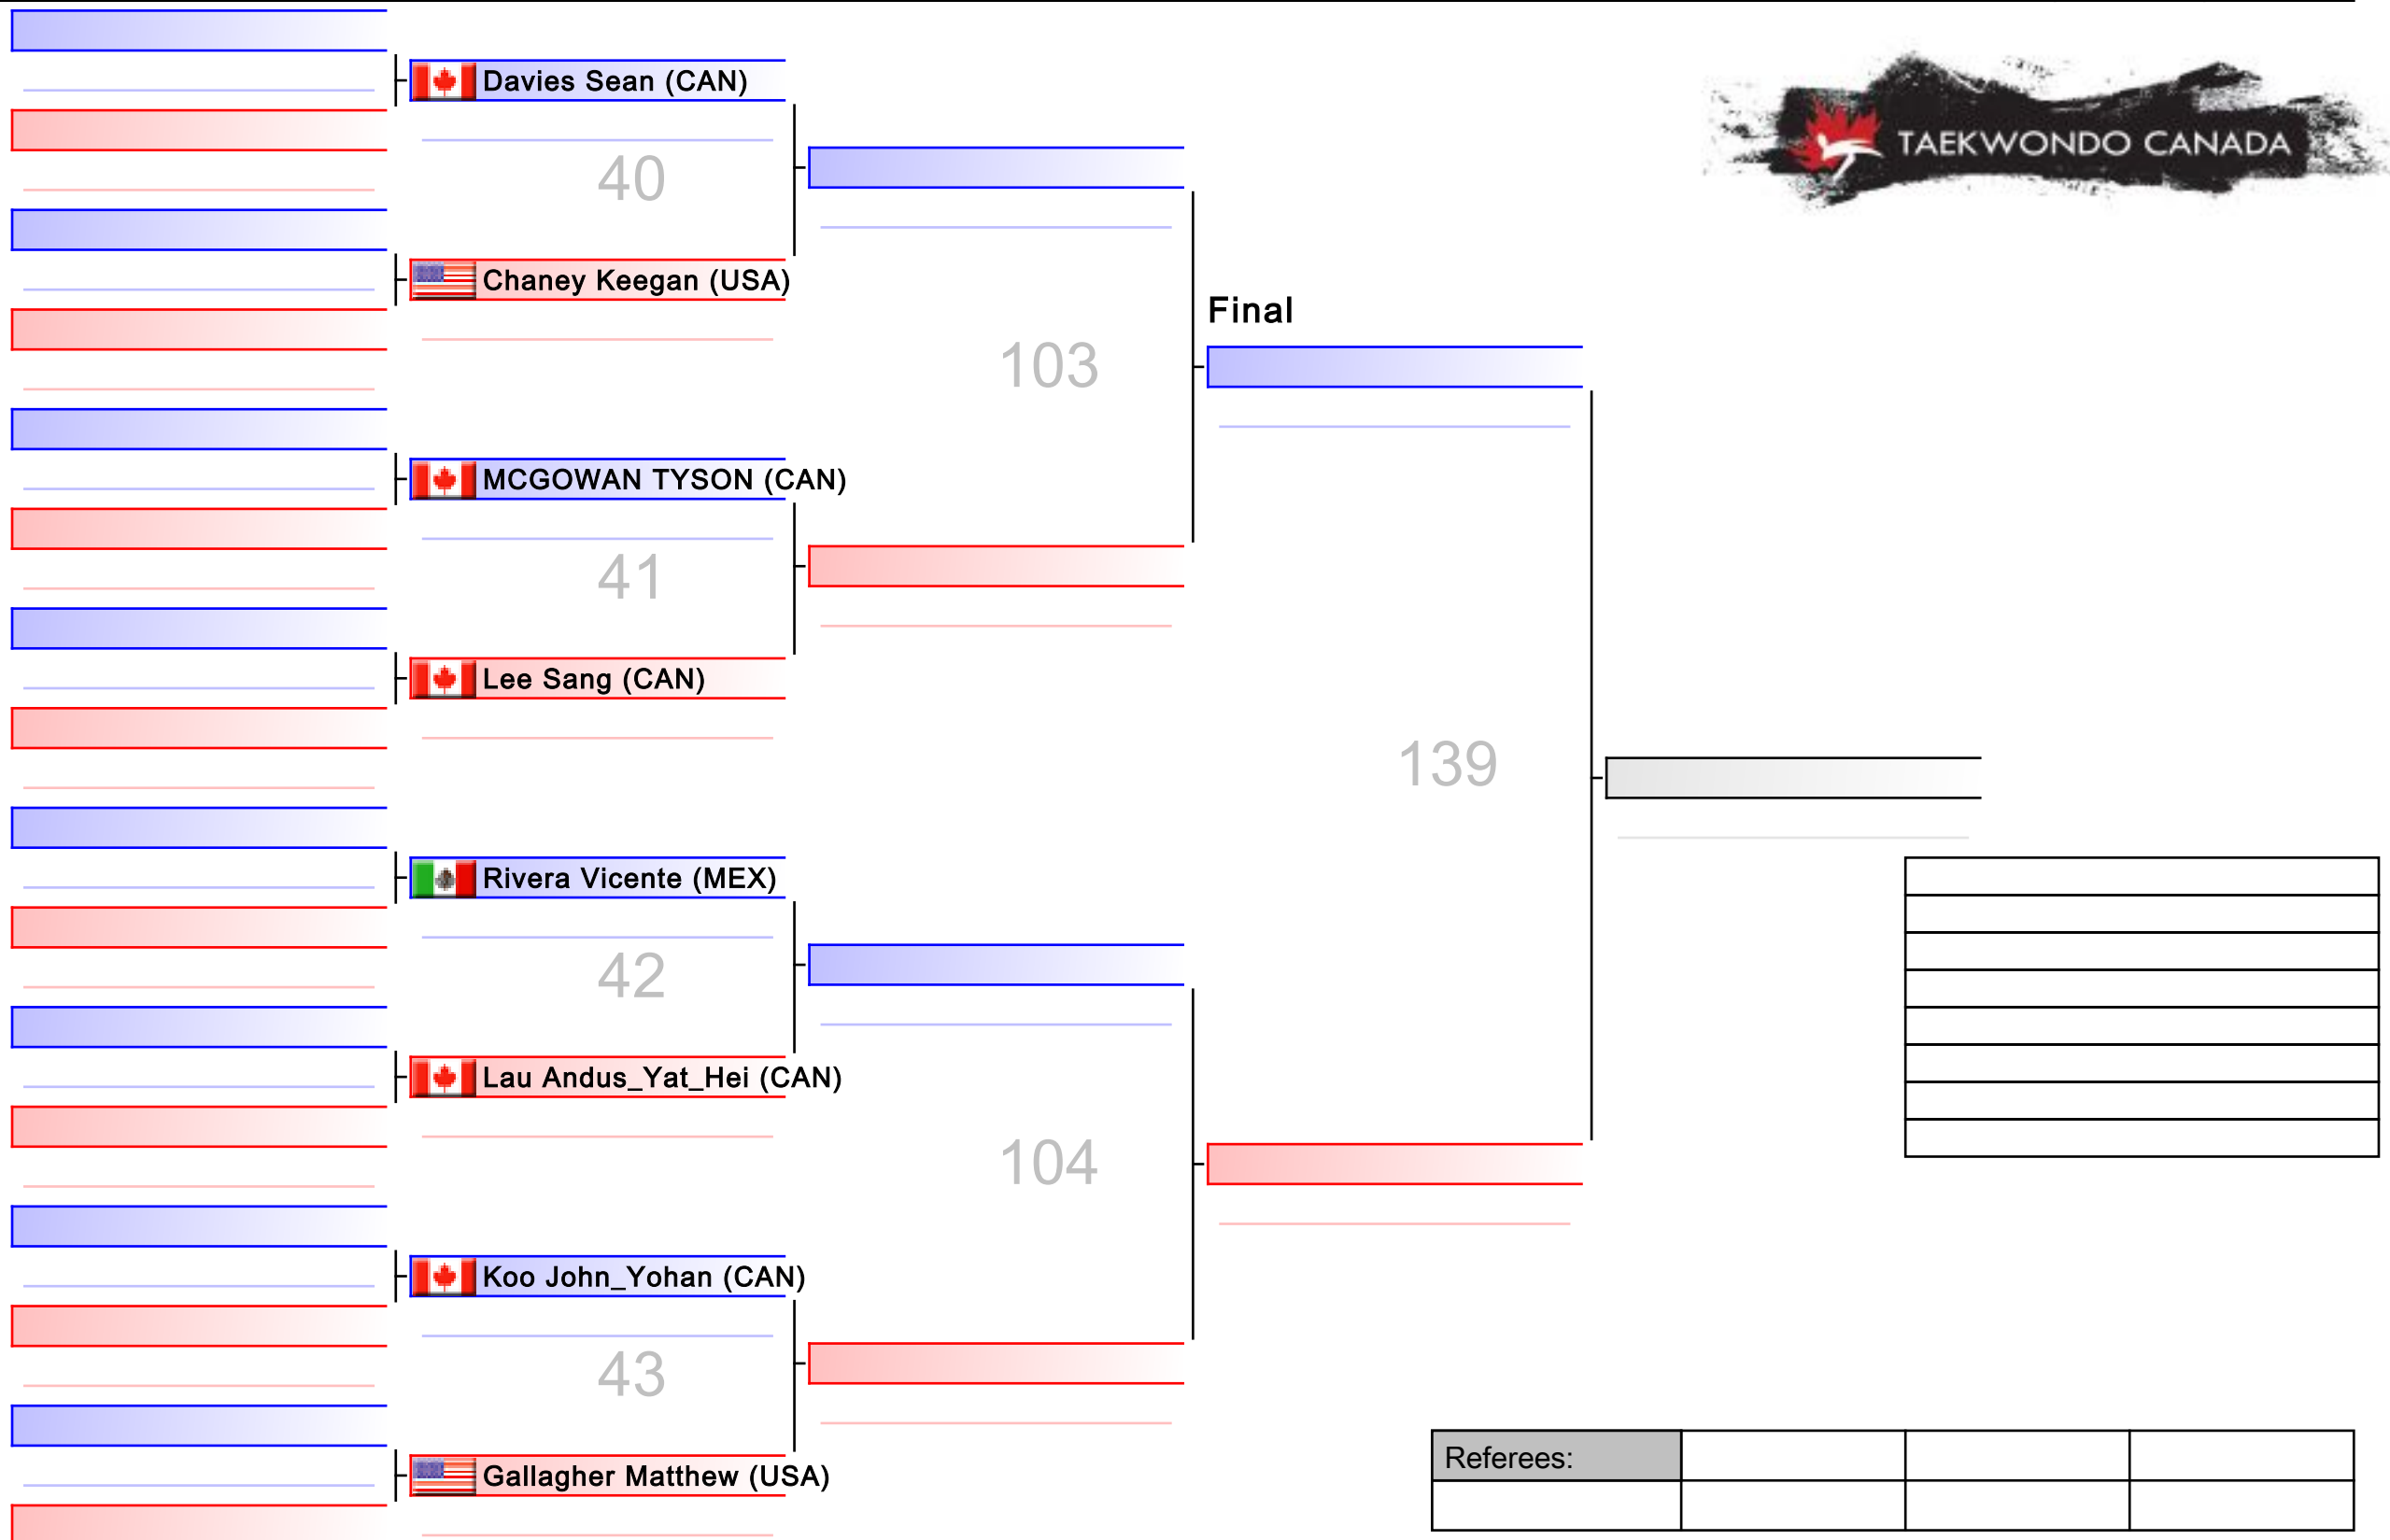 Davies Sean (CAN)
TAEKWONDO CANADA
40
Chaney Keegan (USA)
Final
103
MCGOWAN TYSON (CAN)
41
Lee Sang (CAN)
139
Rivera Vicente (MEX)
42
Lau Andus_Yat_Hei (CAN)
104
Koo John_Yohan (CAN)
43
Referees:
Gallagher Matthew (USA)